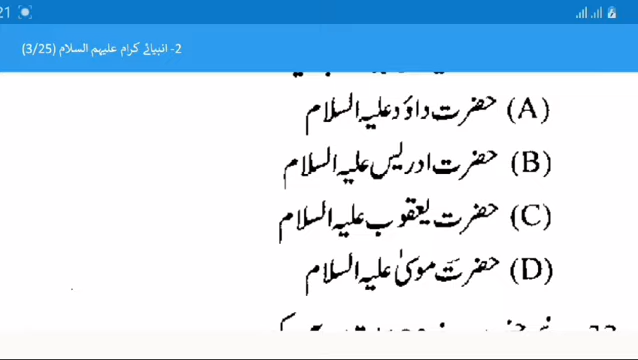 21
2- انبیائے کرام علیہم السلام (3/25)
(A) حضرت داؤد علیہ السلام
(B) حضرت ادریس علیہ السلام
(C) حضرت یعقوب علیہ السلام
(D) حضرت موسیٰ علیہ السلام